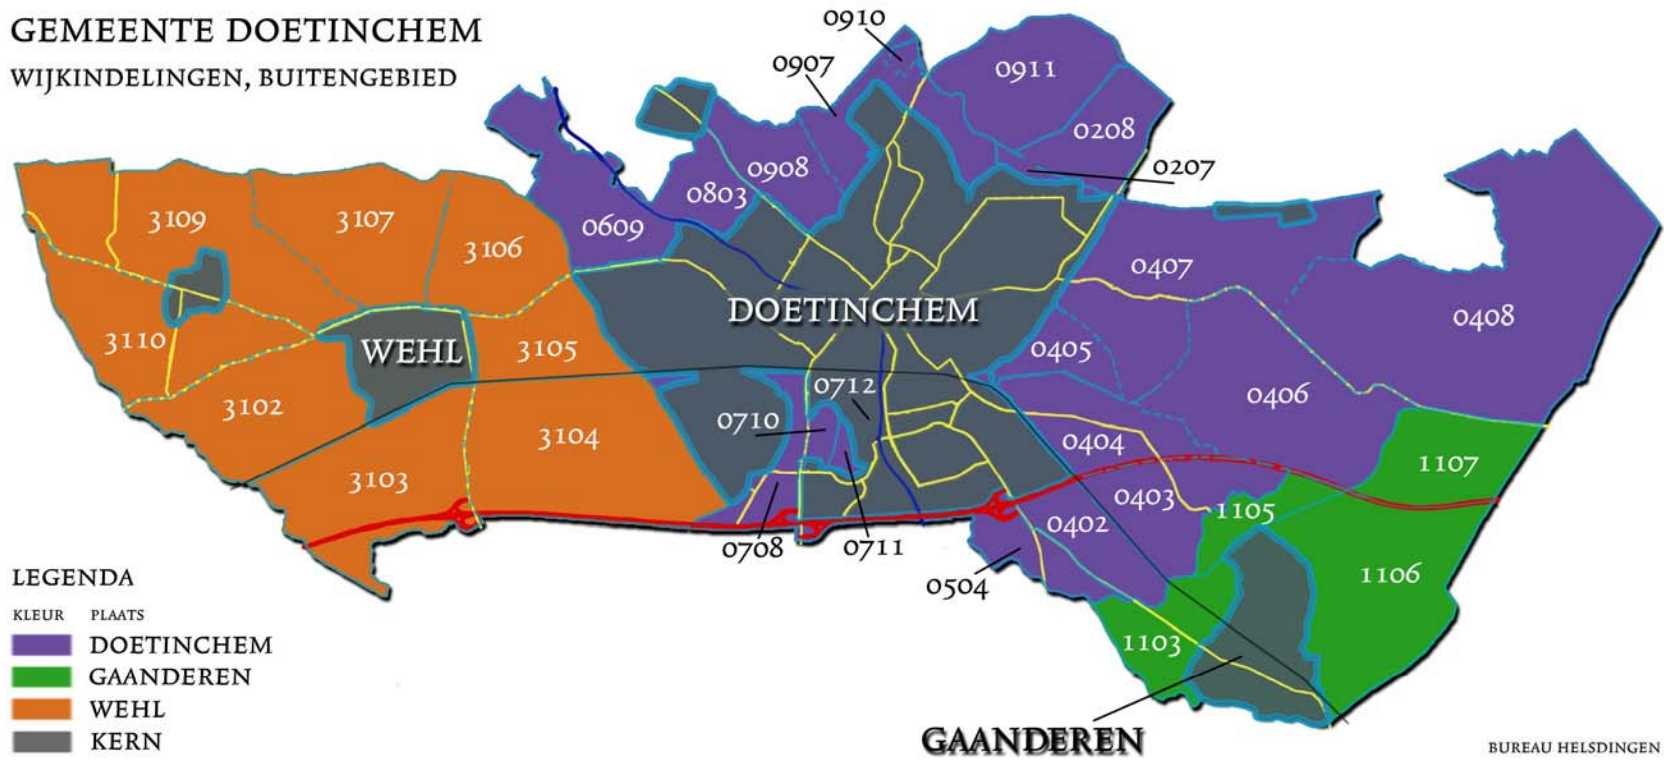 GEMEENTE DOETINCHEM
WIJKINDELINGEN, BUITENGEBIED
0910
0907
0911
0208
0207
0908
0803
0609
3109
3107
3106
0407
0408
DOETINCHEM
3110
WEHL
3105
0405
0712
0406
3102
0710
3104
0404
1107
3103
0403
1105
0402
0708
0711
0504
1106
1103
GAANDEREN
LEGENDA
KLEUR PLAATS
DOETINCHEM
GAANDEREN
WEHL
KERN
BUREAU HELSDINGEN